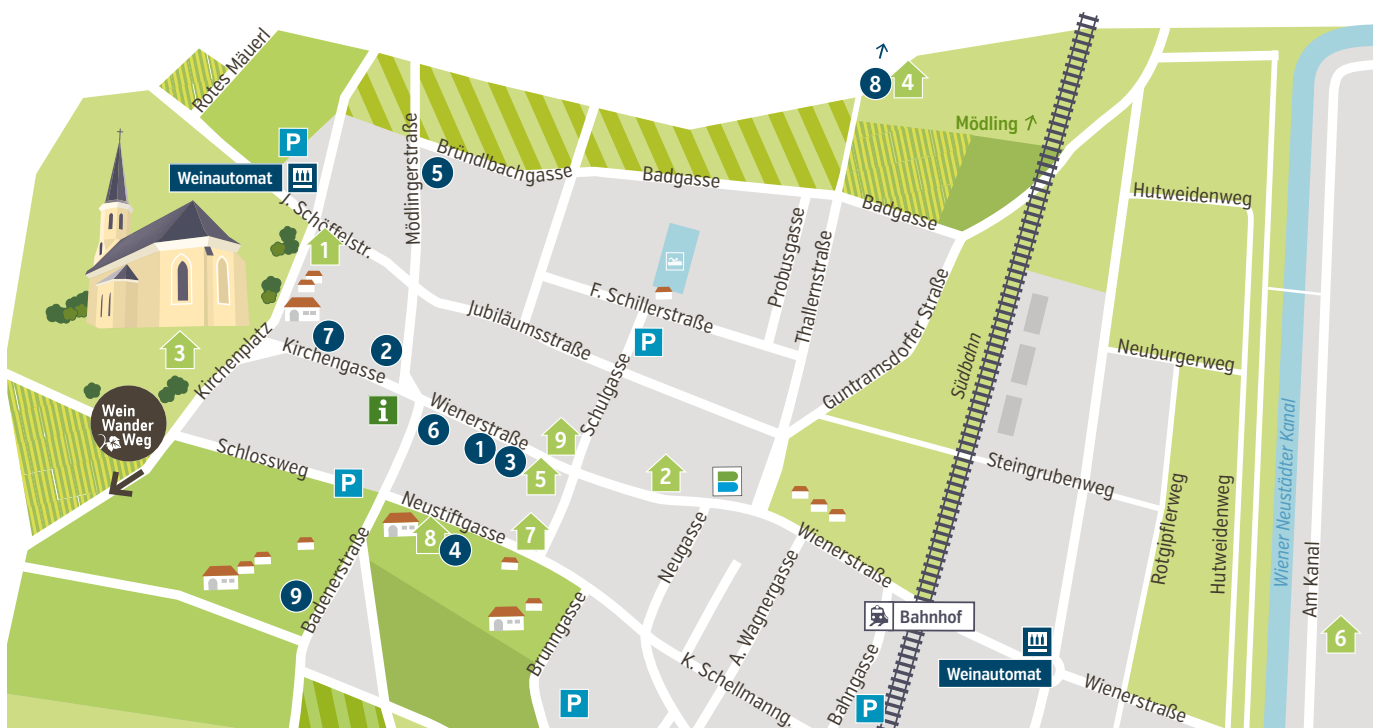 Rotes Mäuerl
P
Weinautomat
J. Schöffelstr.
Mödlingerstraße
5
Bründlbachgasse
Badgasse
8
4
Mödling
Badgasse
Hutweidenweg
1
3
7
2
Kirchenplatz
Kirchengasse
Jubiläumsstraße
F. Schillerstraße
P
Probusgasse
Thallernstraße
Guntramsdorfer Straße
Südbahn
Neuburgerweg
Wiener Neustädter Kanal
Wein
Wander
Weg
i
6
Wienerstraße
1
3
9
5
Schulgasse
2
Steingrubenweg
Schlossweg
P
Neustiftgasse
8
4
7
Neugasse
Wienerstraße
Rotgipflerweg
Hutweidenweg
Am Kanal
9
Badenerstraße
Brunngasse
A. Wagnergasse
Bahnhof
6
K. Schellmanng.
Weinautomat
P
Bahngasse
P
Wienerstraße